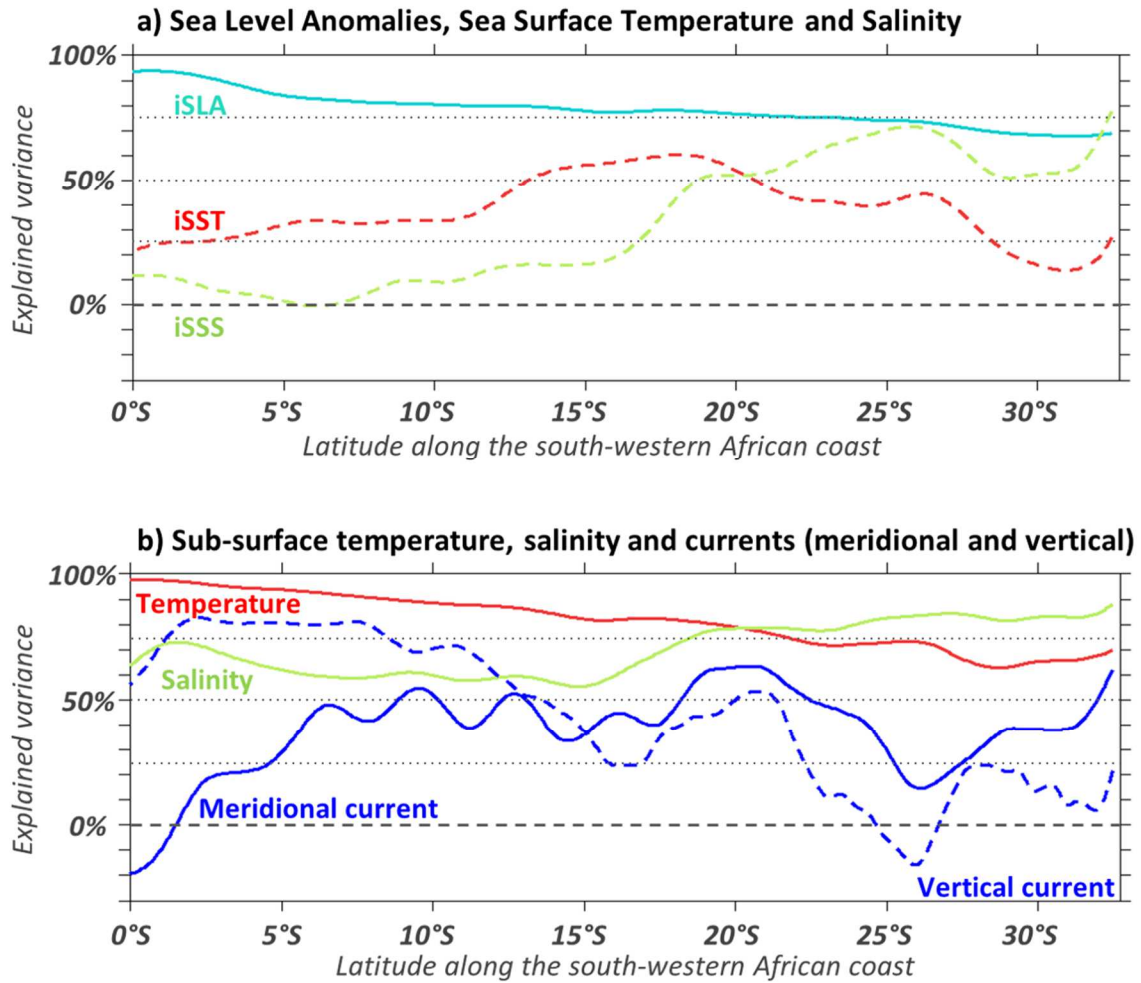 a) Sea Level Anomalies, Sea Surface Temperature and Salinity
100%
iSLA
50%
iSST
0%
iSSS
Explained variance
0°S 5°S 10°S 15°S 20°S 25°S 30°S
Latitude along the south-western African coast
b) Sub-surface temperature, salinity and currents (meridional and vertical)
100%
Temperature
Salinity
50%
Meridional current
0%
Vertical current
Explained variance
0°S 5°S 10°S 15°S 20°S 25°S 30°S
Latitude along the south-western African coast